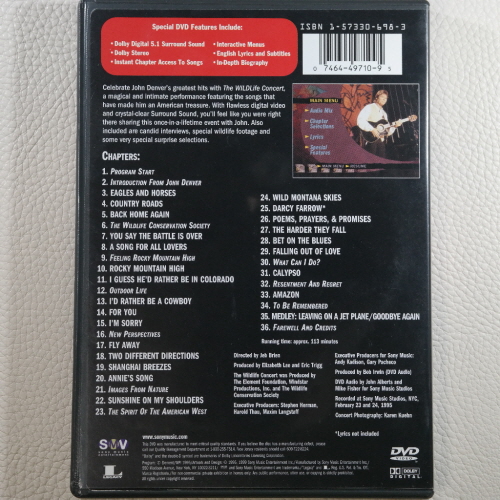 Special DVD Features Include:
• Dolby Digital 5.1 Surround Sound
• Dolby Stereo
• Instant Chapter Access To Songs
• Interactive Menus
• English Lyrics and Subtitles
• In-Depth Biography
ISBN 1-57330-698-3
0 7464-49710-9 5
Celebrate John Denver's greatest hits with The WILDLife Concert,
a magical and intimate performance featuring the songs that
have made him an American treasure. With flawless digital video
and crystal-clear Surround Sound, you'll feel like you were right
there sharing this once-in-a-lifetime event with John. Also
included are candid interviews, special wildlife footage and
some very special surprise selections.
MAIN MENU
Audio Mix
Chapter
Selections
Lyrics
Special
Features
CHAPTERS:
1. PROGRAM START
2. INTRODUCTION FROM JOHN DENVER
3. EAGLES AND HORSES
4. COUNTRY ROADS
5. BACK HOME AGAIN
6. THE WILDLIFE CONSERVATION SOCIETY
7. YOU SAY THE BATTLE IS OVER
8. A SONG FOR ALL LOVERS
9. FEELING ROCKY MOUNTAIN HIGH
10. ROCKY MOUNTAIN HIGH
11. I GUESS HE'D RATHER BE IN COLORADO
12. OUTDOOR LIFE
13. I'D RATHER BE A COWBOY
14. FOR YOU
15. I'M SORRY
16. NEW PERSPECTIVES
17. FLY AWAY
18. TWO DIFFERENT DIRECTIONS
19. SHANGHAI BREEZES
20. ANNIE'S SONG
21. IMAGES FROM NATURE
22. SUNSHINE ON MY SHOULDERS
23. THE SPIRIT OF THE AMERICAN WEST
24. WILD MONTANA SKIES
25. DARCY FARROW*
26. POEMS, PRAYERS, & PROMISES
27. THE HARDER THEY FALL
28. BET ON THE BLUES
29. FALLING OUT OF LOVE
30. WHAT CAN I DO?
31. CALYPSO
32. RESENTMENT AND REGRET
33. AMAZON
34. TO BE REMEMBERED
35. MEDLEY: LEAVING ON A JET PLANE/GOODBYE AGAIN
36. FAREWELL AND CREDITS
Running time: approx. 113 minutes
Directed by Jeb Brien
Produced by Elizabeth Lee and Eric Trigg
The Wildlife Concert was Produced by
The Element Foundation, Windstar
Productions, Inc. and The Wildlife
Conservation Society
Executive Producers: Stephen Herman,
Harold Thau, Maxim Langstaff
Executive Producers for Sony Music:
Andy Kadison, Gary Pacheco
Produced by Bob Irwin (DVD Audio)
DVD Audio by John Alberts and
Mike Fisher for Sony Music Studios
Recorded at Sony Music Studios, NYC,
February 23 and 24, 1995
Concert Photography: Karen Kuehn
*Lyrics not included
SMV
SONY MUSIC
LEGACY
www.sonymusic.com
DVD
VIDEO
DOLBY
DIGITAL